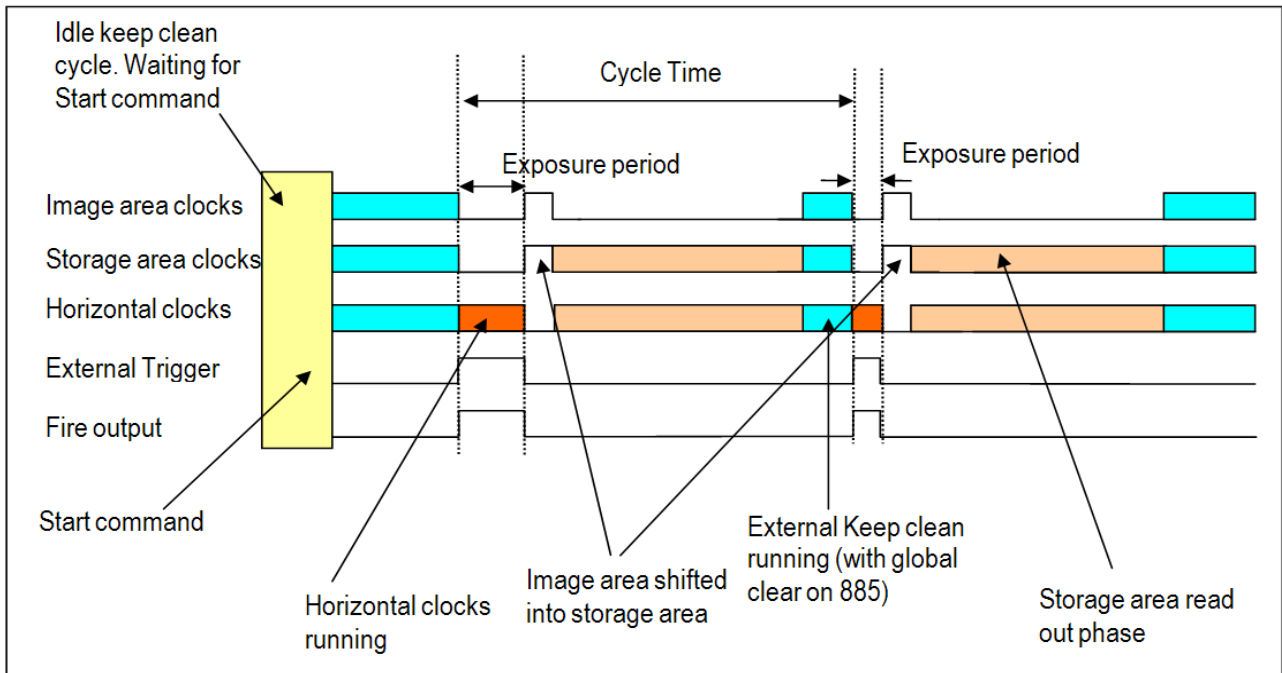 Idle keep clean
cycle. Waiting for
Start command
Cycle Time
Exposure period
Exposure period
Image area clocks
Storage area clocks
Horizontal clocks
External Trigger
Fire output
Start command
Horizontal clocks
running
Image area shifted
into storage area
External Keep clean
running (with global
clear on 885)
Storage area read
out phase